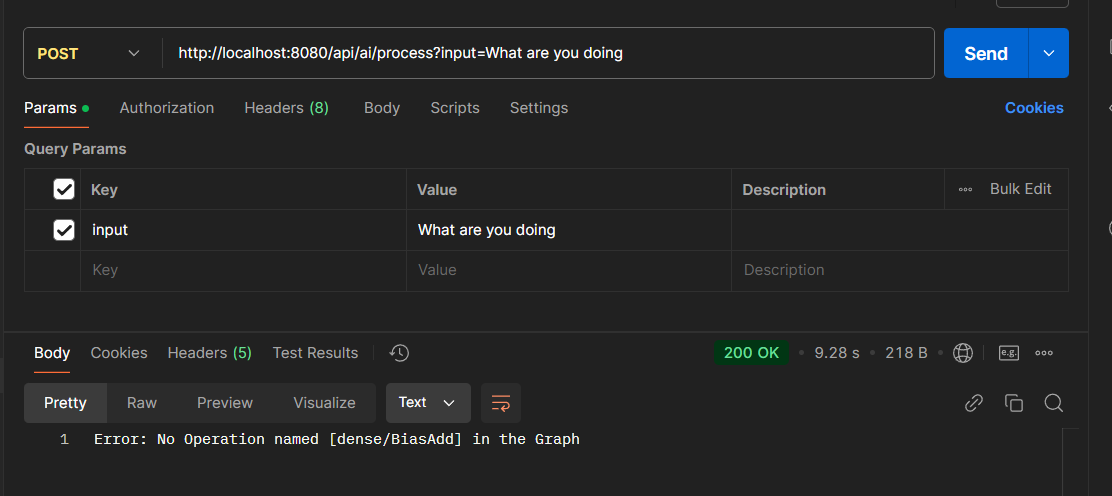 POST http://localhost:8080/api/ai/process?input=What are you doing Send
Params Authorization Headers (8) Body Scripts Settings Cookies
Query Params
Key Value Description Bulk Edit
input What are you doing
Key Value Description
Body Cookies Headers (5) Test Results 200 OK • 9.28 s • 218 B • e.g.
Pretty Raw Preview Visualize Text
1 Error: No Operation named [dense/BiasAdd] in the Graph